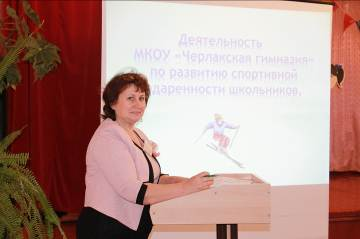 Деятельность
МКОУ «Черлакская гимназия»
по развитию спортивной
одаренности школьников.